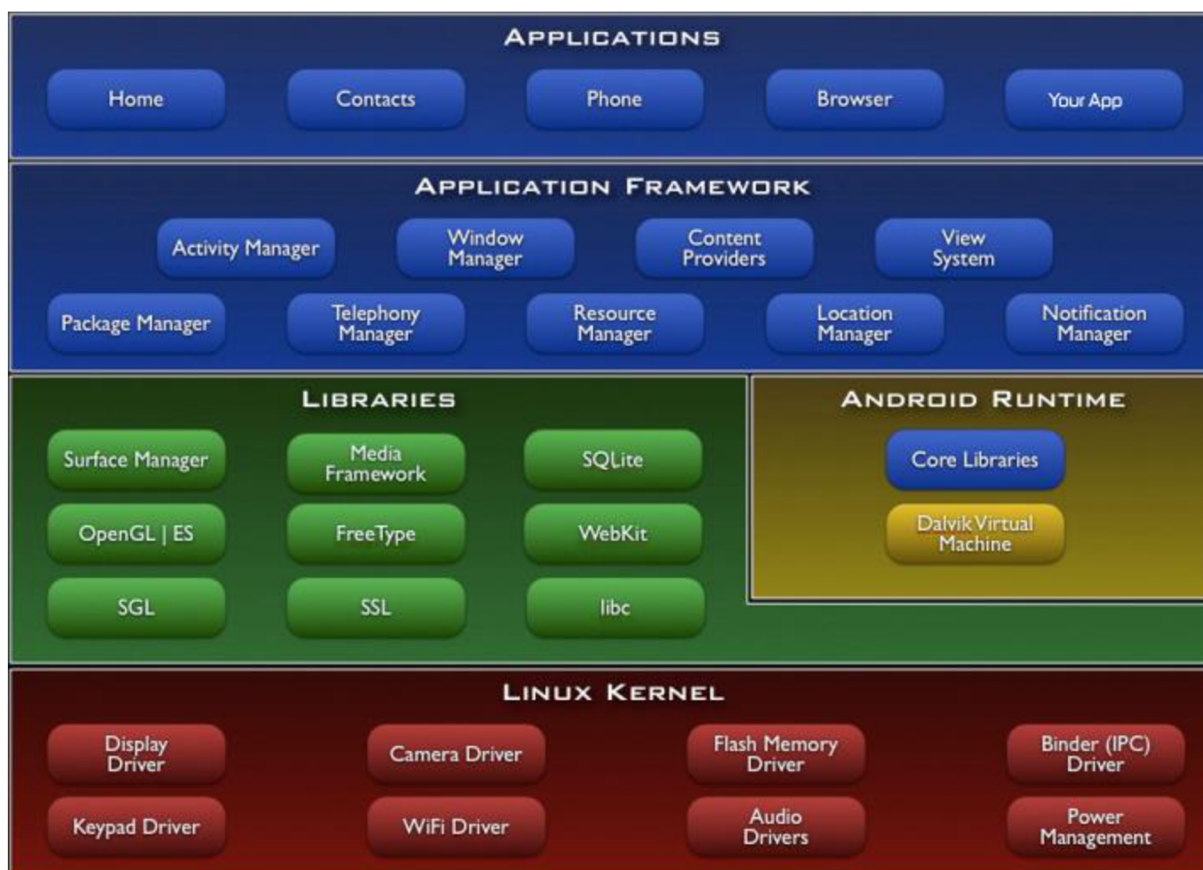 APPLICATIONS
Home
Contacts
Phone
Browser
Your App
APPLICATION FRAMEWORK
Activity Manager
Window
Manager
Content
Providers
View
System
Package Manager
Telephony
Manager
Resource
Manager
Location
Manager
Notification
Manager
LIBRARIES
Surface Manager
Media
Framework
SQLite
OpenGL | ES
FreeType
WebKit
SGL
SSL
libc
ANDROID RUNTIME
Core Libraries
Dalvik Virtual
Machine
LINUX KERNEL
Display
Driver
Camera Driver
Flash Memory
Driver
Binder (IPC)
Driver
Keypad Driver
WiFi Driver
Audio
Drivers
Power
Management